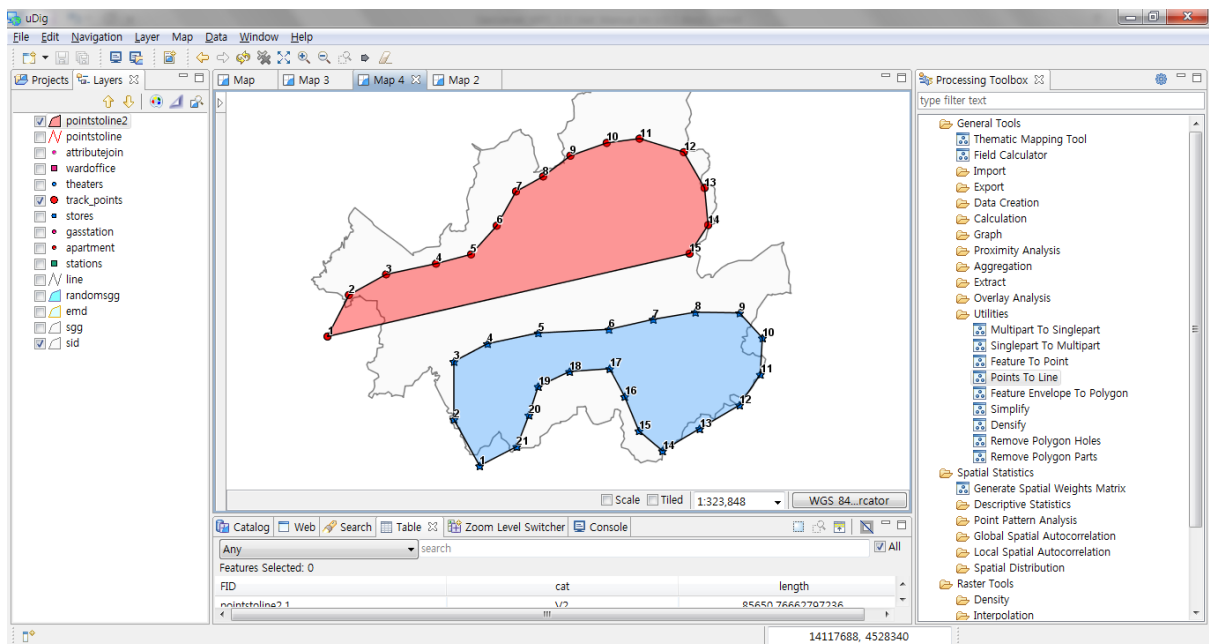 uDig
File Edit Navigation Layer Map Data Window Help
Projects Layers
pointstoline2
pointstoline
attributejoin
wardoffice
theaters
track_points
stores
gasstation
apartment
stations
line
randomsgg
emd
sgg
sid
Map Map 3 Map 4 Map 2
1
2
3
4
5
6
7
8
9
10
11
12
13
14
15
1
2
3
4
5
6
7
8
9
10
11
12
13
14
15
16
17
18
19
20
21
Scale Tiled 1:323,848 WGS 84...rcator
Catalog Web Search Table Zoom Level Switcher Console
Any search All
Features Selected: 0
FID cat length
pointstoline2.1 V2 85650.76662797236
Processing Toolbox
type filter text
General Tools
Thematic Mapping Tool
Field Calculator
Import
Export
Data Creation
Calculation
Graph
Proximity Analysis
Aggregation
Extract
Overlay Analysis
Utilities
Multipart To Singlepart
Singlepart To Multipart
Feature To Point
Points To Line
Feature Envelope To Polygon
Simplify
Densify
Remove Polygon Holes
Remove Polygon Parts
Spatial Statistics
Generate Spatial Weights Matrix
Descriptive Statistics
Point Pattern Analysis
Global Spatial Autocorrelation
Local Spatial Autocorrelation
Spatial Distribution
Raster Tools
Density
Interpolation
14117688, 4528340